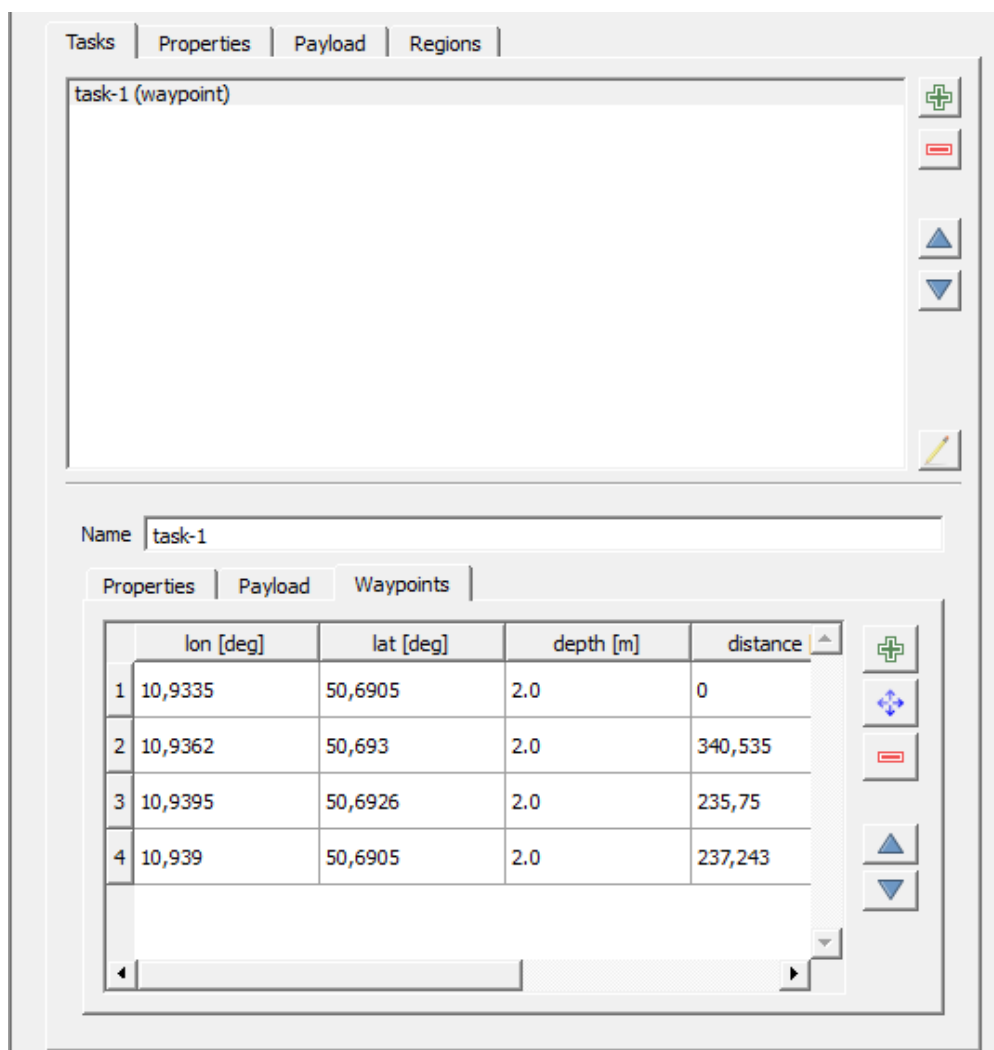 Tasks Properties Payload Regions
task-1 (waypoint)
Name task-1
Properties Payload Waypoints
lon [deg] lat [deg] depth [m] distance [
1 10,9335 50,6905 2.0 0
2 10,9362 50,693 2.0 340,535
3 10,9395 50,6926 2.0 235,75
4 10,939 50,6905 2.0 237,243